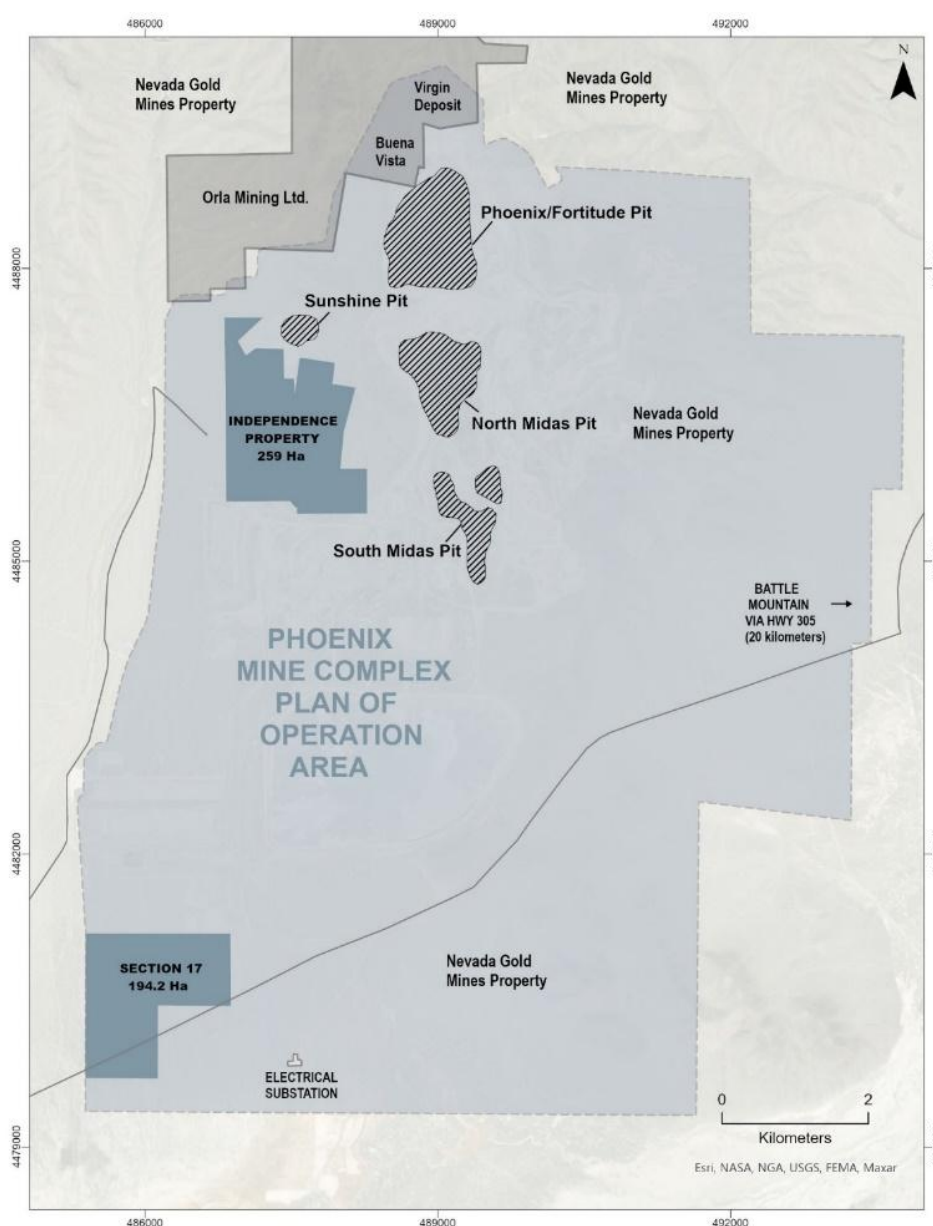 486000
489000
492000
N
Nevada Gold
Mines Property
Virgin
Deposit
Nevada Gold
Mines Property
Buena
Vista
Orla Mining Ltd.
Phoenix/Fortitude Pit
4488000
4488000
Sunshine Pit
INDEPENDENCE
PROPERTY
259 Ha
North Midas Pit
Nevada Gold
Mines Property
South Midas Pit
4485000
4485000
BATTLE
MOUNTAIN
VIA HWY 305
(20 kilometers)
PHOENIX
MINE COMPLEX
PLAN OF
OPERATION
AREA
4482000
4482000
SECTION 17
194.2 Ha
Nevada Gold
Mines Property
ELECTRICAL
SUBSTATION
0 2
Kilometers
4479000
4479000
Esri, NASA, NGA, USGS, FEMA, Maxar
486000
489000
492000